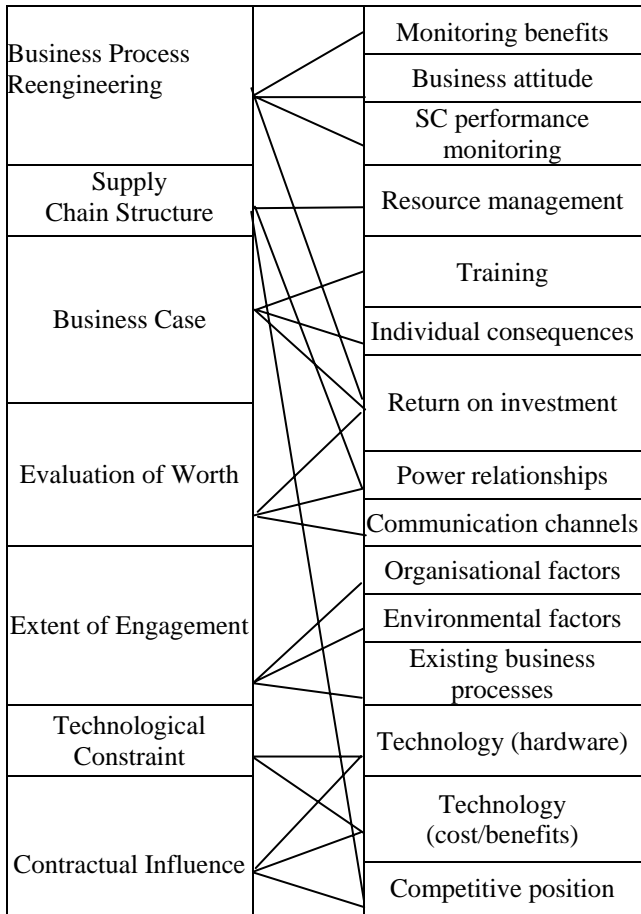 Business Process
Reengineering
Supply
Chain Structure
Business Case
Evaluation of Worth
Extent of Engagement
Technological
Constraint
Contractual Influence
Monitoring benefits
Business attitude
SC performance
monitoring
Resource management
Training
Individual consequences
Return on investment
Power relationships
Communication channels
Organisational factors
Environmental factors
Existing business
processes
Technology (hardware)
Technology
(cost/benefits)
Competitive position